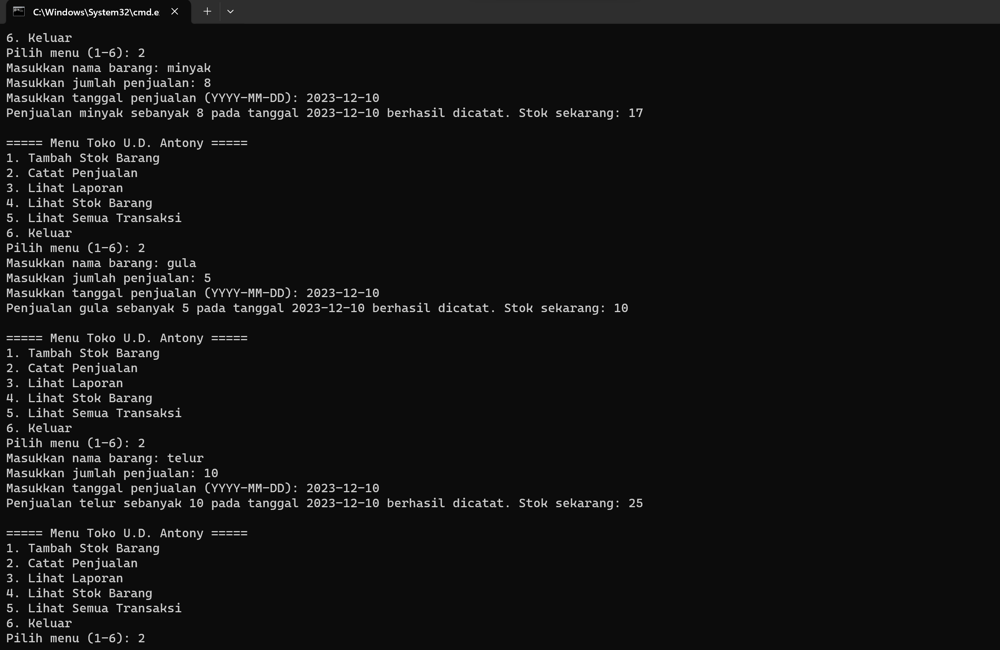 C:\Windows\System32\cmd.e
6. Keluar
Pilih menu (1-6): 2
Masukkan nama barang: minyak
Masukkan jumlah penjualan: 8
Masukkan tanggal penjualan (YYYY-MM-DD): 2023-12-10
Penjualan minyak sebanyak 8 pada tanggal 2023-12-10 berhasil dicatat. Stok sekarang: 17

===== Menu Toko U.D. Antony =====
1. Tambah Stok Barang
2. Catat Penjualan
3. Lihat Laporan
4. Lihat Stok Barang
5. Lihat Semua Transaksi
6. Keluar
Pilih menu (1-6): 2
Masukkan nama barang: gula
Masukkan jumlah penjualan: 5
Masukkan tanggal penjualan (YYYY-MM-DD): 2023-12-10
Penjualan gula sebanyak 5 pada tanggal 2023-12-10 berhasil dicatat. Stok sekarang: 10

===== Menu Toko U.D. Antony =====
1. Tambah Stok Barang
2. Catat Penjualan
3. Lihat Laporan
4. Lihat Stok Barang
5. Lihat Semua Transaksi
6. Keluar
Pilih menu (1-6): 2
Masukkan nama barang: telur
Masukkan jumlah penjualan: 10
Masukkan tanggal penjualan (YYYY-MM-DD): 2023-12-10
Penjualan telur sebanyak 10 pada tanggal 2023-12-10 berhasil dicatat. Stok sekarang: 25

===== Menu Toko U.D. Antony =====
1. Tambah Stok Barang
2. Catat Penjualan
3. Lihat Laporan
4. Lihat Stok Barang
5. Lihat Semua Transaksi
6. Keluar
Pilih menu (1-6): 2